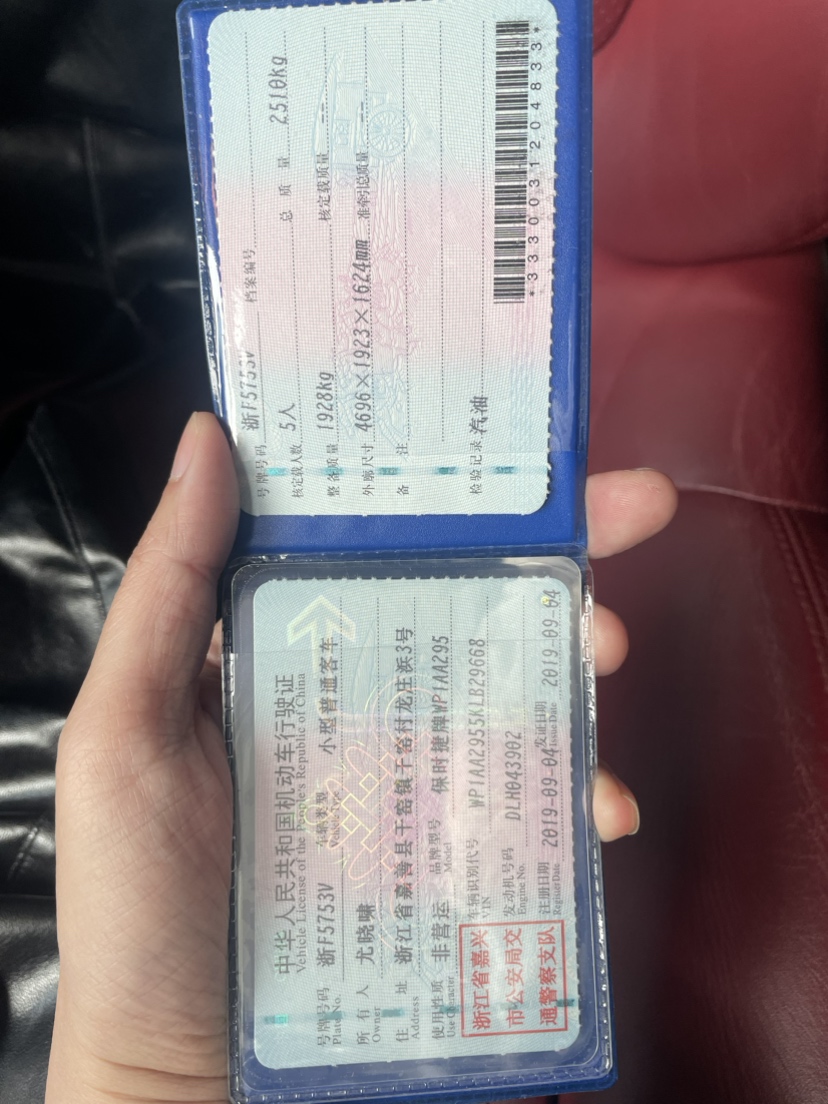 中华人民共和国机动车行驶证
Vehicle License of the People's Republic of China
号牌号码 浙F5753V 车辆类型 小型普通客车
Plate No. Vehicle Type
所有人 尤晓啸
Owner
住址 浙江省嘉善县干窑镇干窑村龙庄浜3号
Address
使用性质 非营运 品牌型号 保时捷牌WP1AA295
Use Character Model
浙江省嘉兴
市公安局交
通警察支队
车辆识别代号 WP1AA2955KLB29668
VIN
发动机号码 DLH043902
Engine No.
注册日期 2019-09-04 发证日期 2019-09-04
Register Date Issue Date
号牌号码 浙F5753V 档案编号
核定载人数 5人 总质量 2510kg
整备质量 1928kg 核定载质量 --
外廓尺寸 4696×1923×1624mm 准牵引总质量 --
备注
检验记录 汽油
*3330031204833*